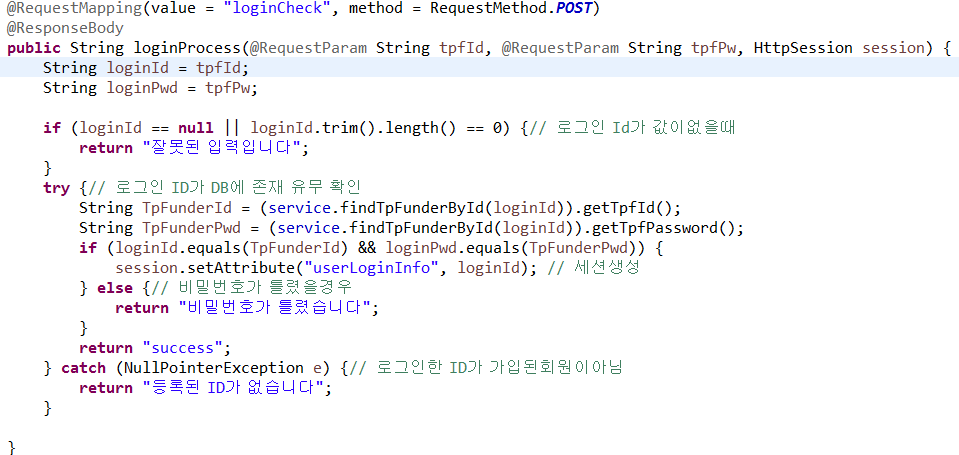 @RequestMapping(value = "loginCheck", method = RequestMethod.POST)
@ResponseBody
public String loginProcess(@RequestParam String tpfId, @RequestParam String tpfPw, HttpSession session) {
    String loginId = tpfId;
    String loginPwd = tpfPw;

    if (loginId == null || loginId.trim().length() == 0) {// 로그인 Id가 값이없을때
        return "잘못된 입력입니다";
    }
    try {// 로그인 ID가 DB에 존재 유무 확인
        String TpFunderId = (service.findTpFunderById(loginId)).getTpfId();
        String TpFunderPwd = (service.findTpFunderById(loginId)).getTpfPassword();
        if (loginId.equals(TpFunderId) && loginPwd.equals(TpFunderPwd)) {
            session.setAttribute("userLoginInfo", loginId); // 세션생성
        } else {// 비밀번호가 틀렸을경우
            return "비밀번호가 틀렸습니다";
        }
        return "success";
    } catch (NullPointerException e) {// 로그인한 ID가 가입된회원이아님
        return "등록된 ID가 없습니다";
    }

}